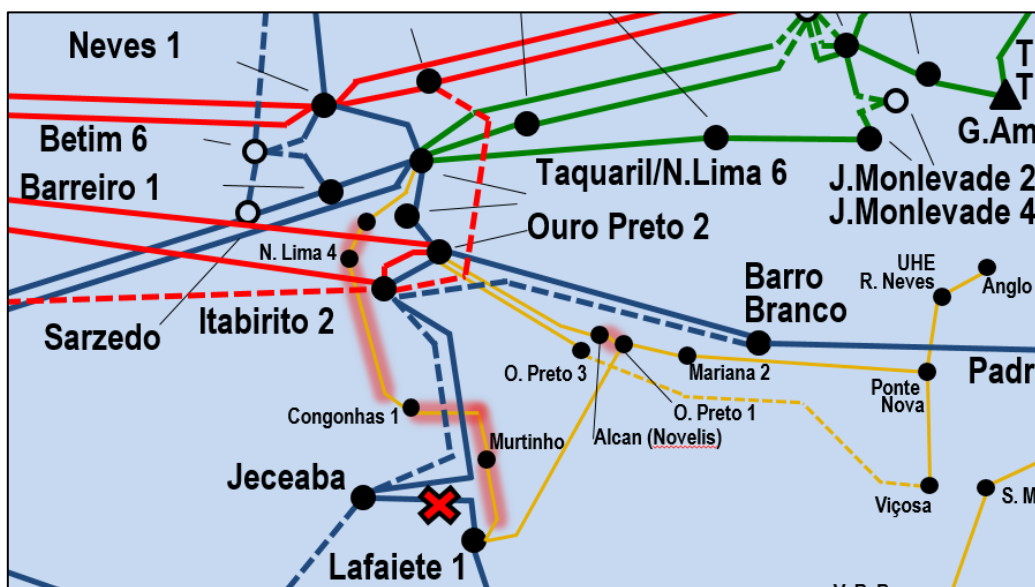 Neves 1
Betim 6
Barreiro 1
Taquaril/N.Lima 6
G.Am
J.Monlevade 2
J.Monlevade 4
Ouro Preto 2
N. Lima 4
Sarzedo
Itabirito 2
Barro
Branco
UHE
R. Neves
Anglo
O. Preto 3
Mariana 2
Ponte
Nova
Padr
O. Preto 1
Alcan (Novelis)
Congonhas 1
Murtinho
Jeceaba
Viçosa
S. M
Lafaiete 1